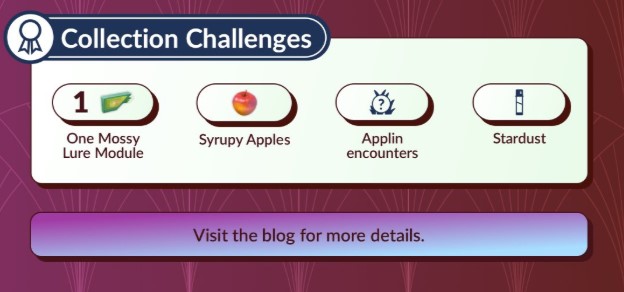 Collection Challenges
1
One Mossy
Lure Module
Syrupy Apples
?
Applin
encounters
Stardust
Visit the blog for more details.